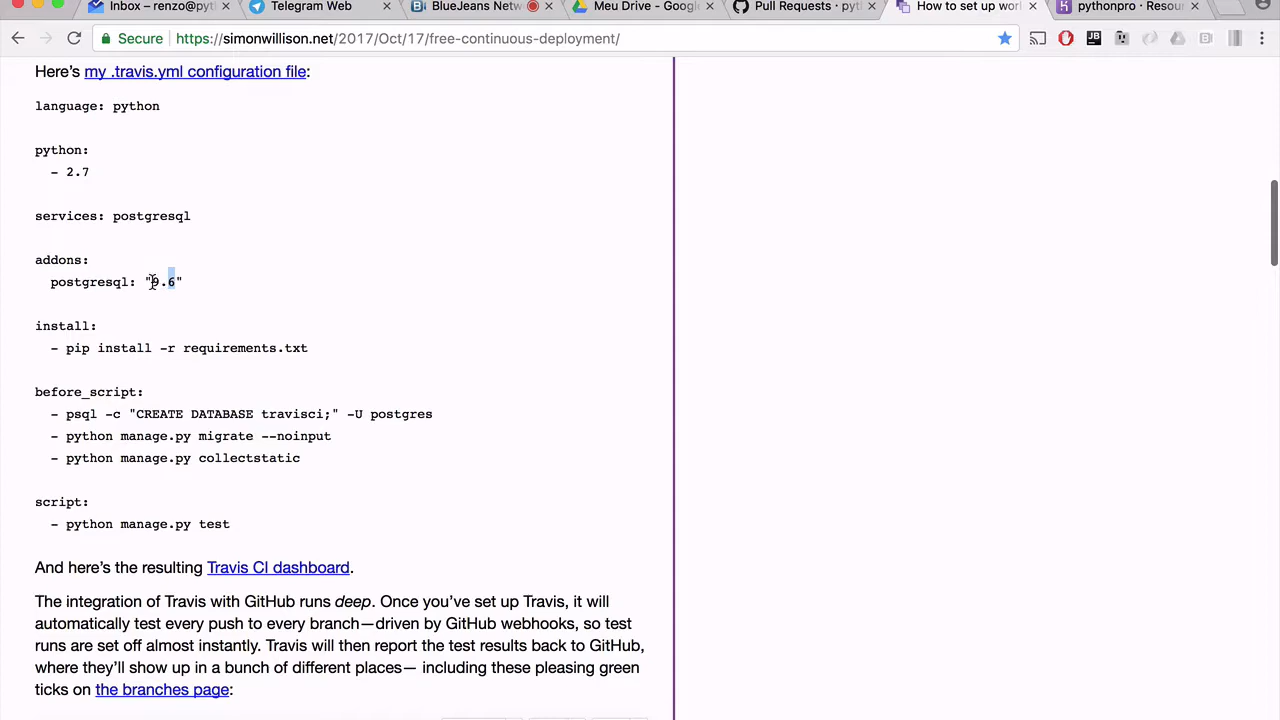 Inbox – renzo@pyt
Telegram Web
BlueJeans Netw
Meu Drive - Googl
Pull Requests · pyth
How to set up worl
pythonpro · Resour
Secure
https://simonwillison.net/2017/Oct/17/free-continuous-deployment/
Here's my .travis.yml configuration file:
language: python
python:
- 2.7
services: postgresql
addons:
postgresql: "9.6"
install:
- pip install -r requirements.txt
before_script:
- psql -c "CREATE DATABASE travisci;" -U postgres
- python manage.py migrate --noinput
- python manage.py collectstatic
script:
- python manage.py test
And here's the resulting Travis CI dashboard.
The integration of Travis with GitHub runs deep. Once you've set up Travis, it will
automatically test every push to every branch—driven by GitHub webhooks, so test
runs are set off almost instantly. Travis will then report the test results back to GitHub,
where they'll show up in a bunch of different places— including these pleasing green
ticks on the branches page: